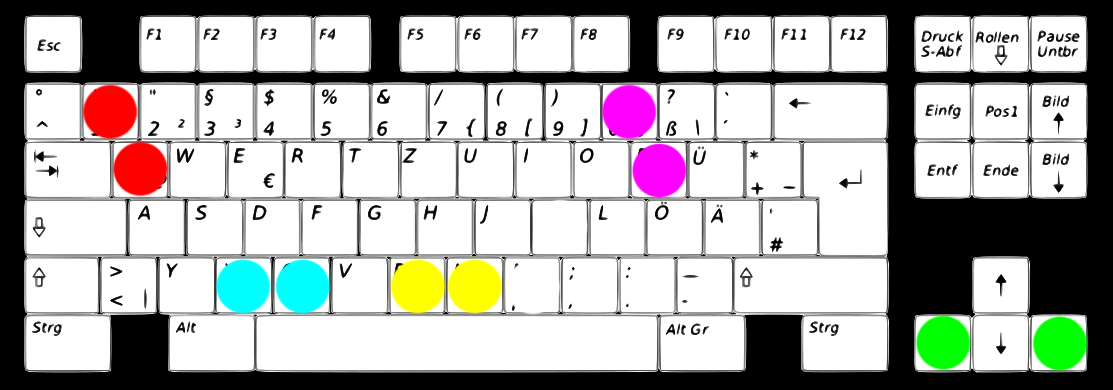 Esc F1 F2 F3 F4 F5 F6 F7 F8 F9 F10 F11 F12 Druck S-Abf Rollen Pause Untbr
° " § $ % & / ( ) ? `
^ 2 ² 3 ³ 4 5 6 7 { 8 [ 9 ] ß \ ´ Einfg Pos1 Bild
W E R T Z U I O Ü *
€ + - Entf Ende Bild
A S D F G H J L Ö Ä '
#
> Y V ; : _
< | , . -
Strg Alt Alt Gr Strg